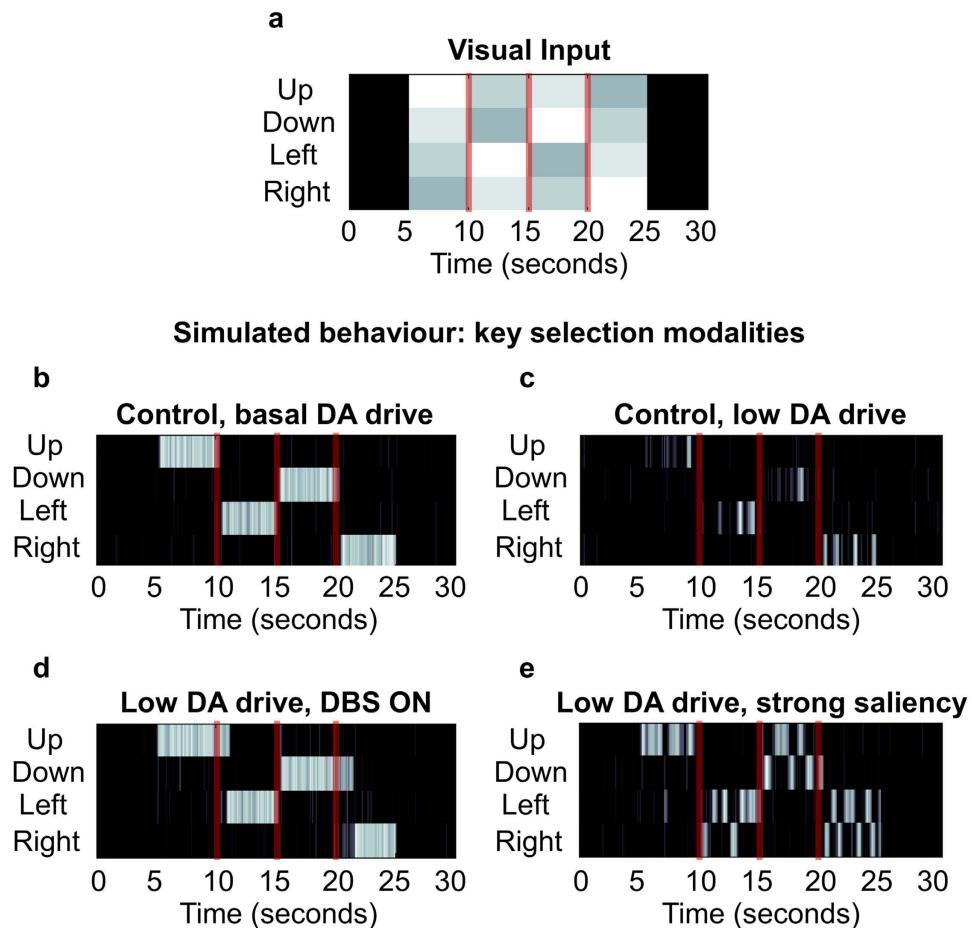 a
Visual Input
Up
Down
Left
Right
0 5 10 15 20 25 30
Time (seconds)
Simulated behaviour: key selection modalities
b
Control, basal DA drive
Up
Down
Left
Right
0 5 10 15 20 25 30
Time (seconds)
c
Control, low DA drive
Up
Down
Left
Right
0 5 10 15 20 25 30
Time (seconds)
d
Low DA drive, DBS ON
Up
Down
Left
Right
0 5 10 15 20 25 30
Time (seconds)
e
Low DA drive, strong saliency
Up
Down
Left
Right
0 5 10 15 20 25 30
Time (seconds)